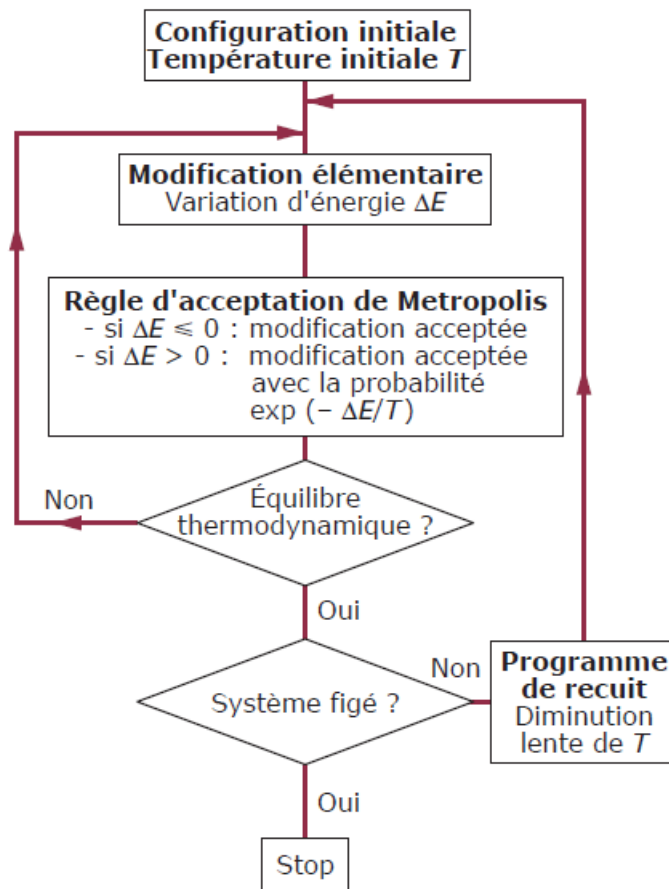 Configuration initiale
Température initiale T
Modification élémentaire
Variation d'énergie ΔE
Règle d'acceptation de Metropolis
- si ΔE ⩽ 0 : modification acceptée
- si ΔE > 0 : modification acceptée
avec la probabilité
exp (– ΔE/T)
Non
Équilibre
thermodynamique ?
Oui
Système figé ?
Non
Programme
de recuit
Diminution
lente de T
Oui
Stop